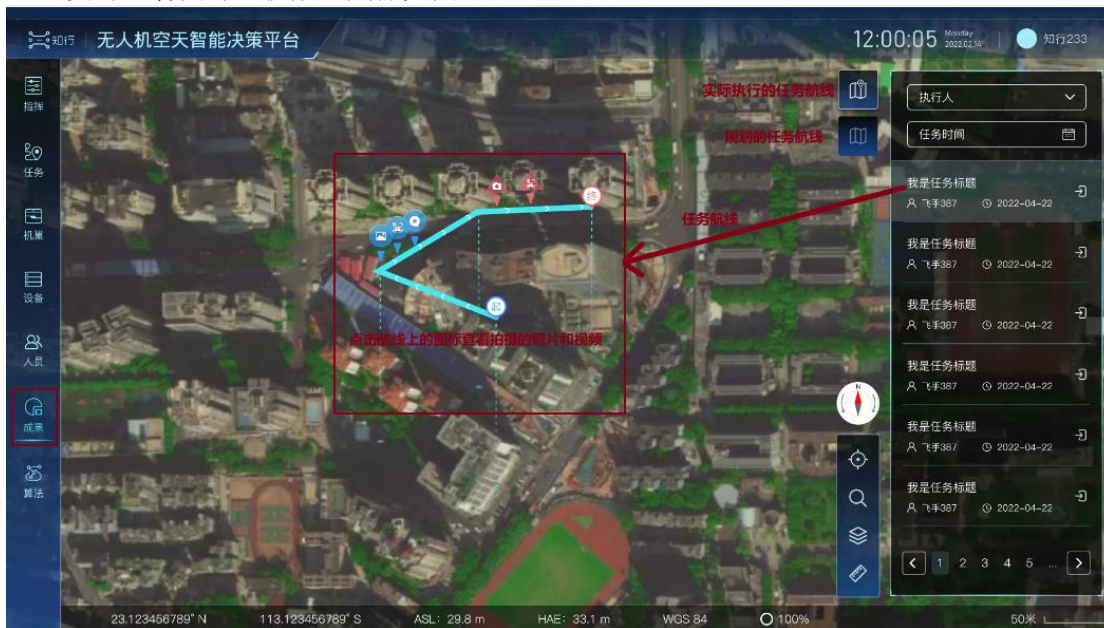 知行 无人机空天智能决策平台
12:00:05 Monday 2022.02.14 知行233
指挥
任务
机巢
设备
人员
成果
算法
实际执行的任务航线
规划的任务航线
任务航线
终
起
点击航线上的图标查看拍摄的照片和视频
N
执行人
任务时间
我是任务标题
飞手387 2022-04-22
我是任务标题
飞手387 2022-04-22
我是任务标题
飞手387 2022-04-22
我是任务标题
飞手387 2022-04-22
我是任务标题
飞手387 2022-04-22
我是任务标题
飞手387 2022-04-22
< 1 2 3 4 5 ... >
23.123456789° N 113.123456789° S ASL: 29.8 m HAE: 33.1 m WGS 84 100% 50米